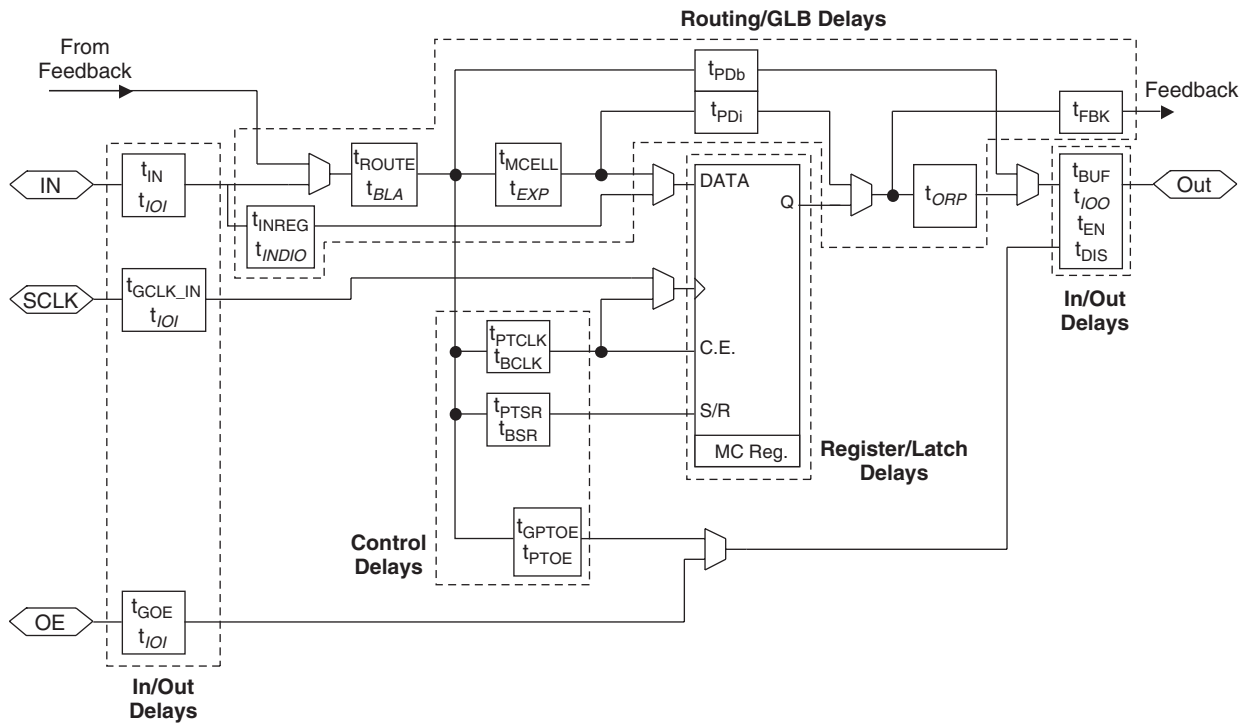 Routing/GLB Delays
From
Feedback
tPDb
tPDi
tFBK
Feedback
IN
tIN
tIOI
tROUTE
tBLA
tMCELL
tEXP
tINREG
tINDIO
DATA
Q
tORP
tBUF
tIOO
tEN
tDIS
Out
In/Out
Delays
SCLK
tGCLK_IN
tIOI
tPTCLK
tBCLK
C.E.
tPTSR
tBSR
S/R
MC Reg.
Register/Latch
Delays
Control
Delays
tGPTOE
tPTOE
OE
tGOE
tIOI
In/Out
Delays